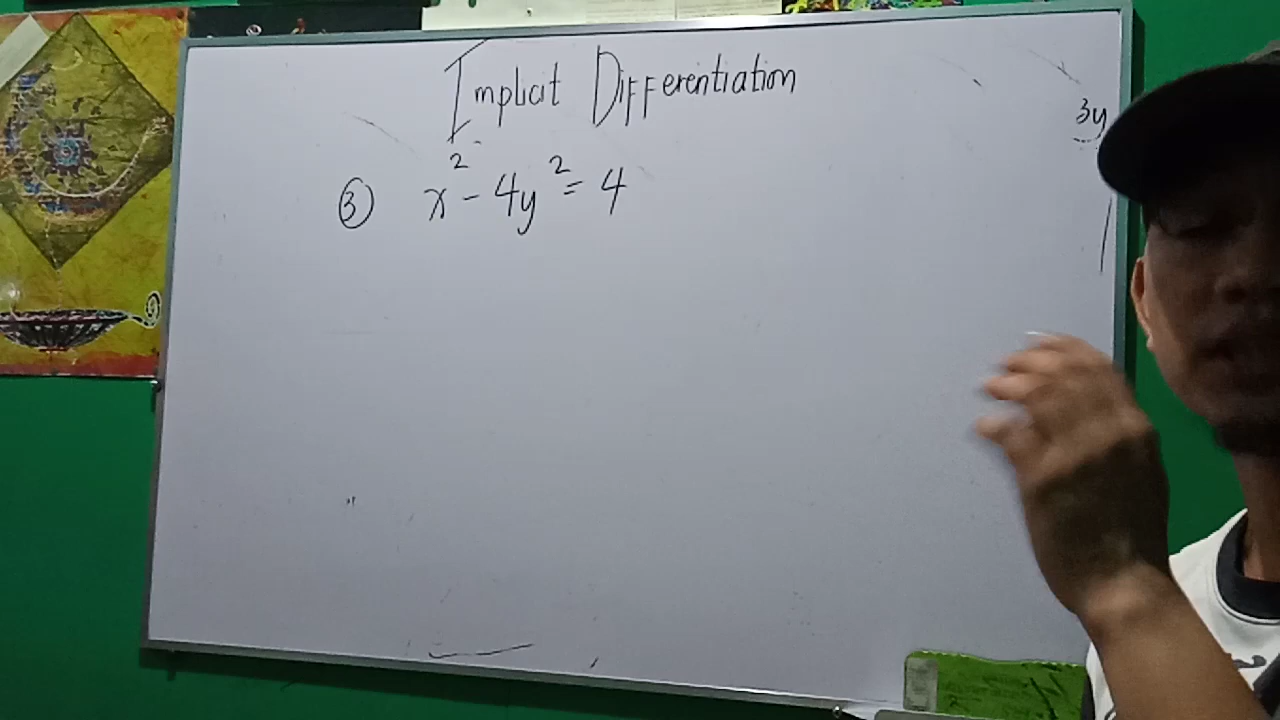 Implicit Differentiation
3y
③ x² - 4y² = 4